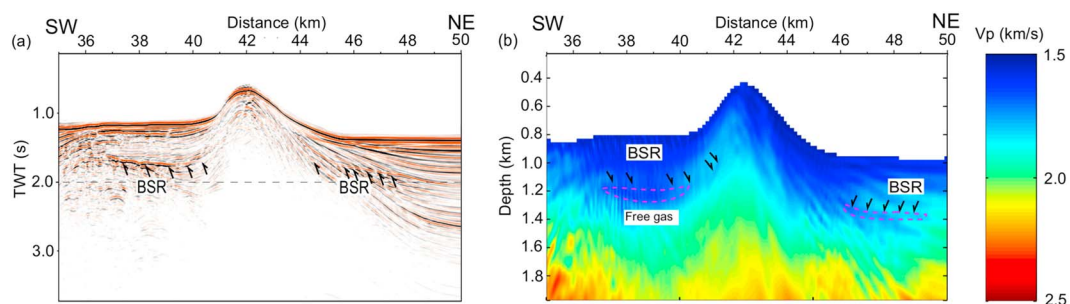 SW
Distance (km)
NE
(a)
36 38 40 42 44 46 48 50
TWT (s)
1.0
2.0
3.0
BSR
BSR
SW
Distance (km)
NE
(b)
36 38 40 42 44 46 48 50
Depth (km)
0.4
0.6
0.8
1.0
1.2
1.4
1.6
1.8
BSR
Free gas
BSR
Vp (km/s)
1.5
2.0
2.5